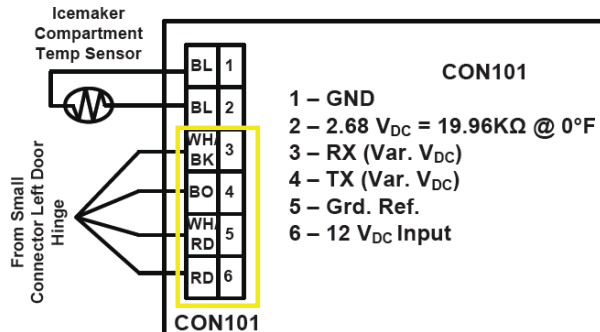 Icemaker
Compartment
Temp Sensor
BL 1
BL 2
WH/
BK 3
BO 4
WH/
RD 5
RD 6
From Small
Connector Left Door
Hinge
CON101
CON101
1 – GND
2 – 2.68 VDC = 19.96KΩ @ 0°F
3 – RX (Var. VDC)
4 – TX (Var. VDC)
5 – Grd. Ref.
6 – 12 VDC Input